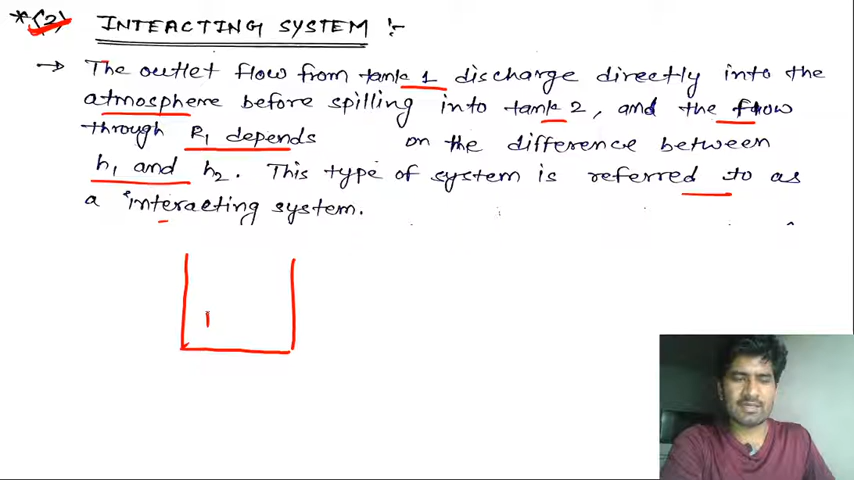 * (2) INTEACTING SYSTEM :-
→ The outlet flow from tank 1 discharge directly into the
atmosphere before spilling into tank 2, and the flow
through R1 depends on the difference between
h1 and h2. This type of system is referred to as
a interacting system.